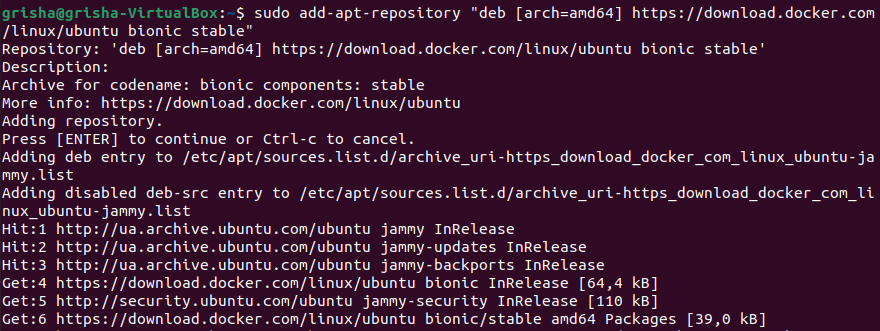 grisha@grisha-VirtualBox:~$ sudo add-apt-repository "deb [arch=amd64] https://download.docker.com
/linux/ubuntu bionic stable"
Repository: 'deb [arch=amd64] https://download.docker.com/linux/ubuntu bionic stable'
Description:
Archive for codename: bionic components: stable
More info: https://download.docker.com/linux/ubuntu
Adding repository.
Press [ENTER] to continue or Ctrl-c to cancel.
Adding deb entry to /etc/apt/sources.list.d/archive_uri-https_download_docker_com_linux_ubuntu-ja
mmy.list
Adding disabled deb-src entry to /etc/apt/sources.list.d/archive_uri-https_download_docker_com_li
nux_ubuntu-jammy.list
Hit:1 http://ua.archive.ubuntu.com/ubuntu jammy InRelease
Hit:2 http://ua.archive.ubuntu.com/ubuntu jammy-updates InRelease
Hit:3 http://ua.archive.ubuntu.com/ubuntu jammy-backports InRelease
Get:4 https://download.docker.com/linux/ubuntu bionic InRelease [64,4 kB]
Get:5 http://security.ubuntu.com/ubuntu jammy-security InRelease [110 kB]
Get:6 https://download.docker.com/linux/ubuntu bionic/stable amd64 Packages [39,0 kB]